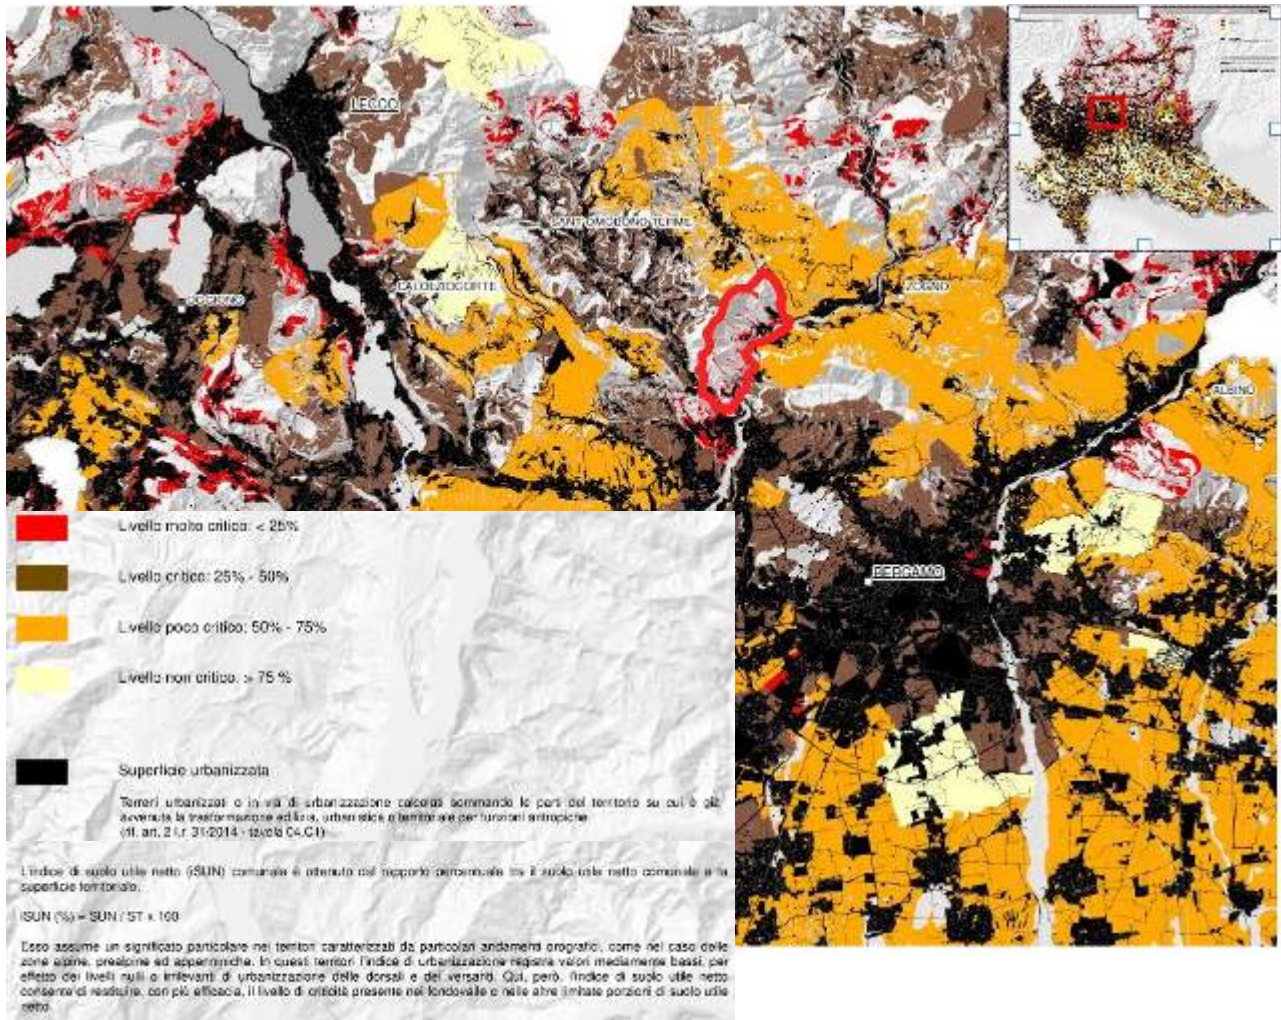 LECCO
SANT'OMOBONO TERME
OGGIONO
CALOLZIOCORTE
ZOGNO
ALBINO
BERGAMO
Livello molto critico: < 25%
Livello critico: 25% - 50%
Livello poco critico: 50% - 75%
Livello non critico: > 75 %
Superficie urbanizzata
Terreni urbanizzati o in via di urbanizzazione calcolati sommando le parti del territorio su cui è già
avvenuta la trasformazione edilizia, urbanistica o territoriale per funzioni antropiche
(rif. art. 2 l.r. 31/2014 - tavola 04.C1)
L'indice di suolo utile netto (iSUN) comunale è ottenuto dal rapporto percentuale tra il suolo utile netto comunale e la
superficie territoriale.
iSUN (%) = SUN / ST x 100
Esso assume un significato particolare nei territori caratterizzati da particolari andamenti orografici, come nel caso delle
zone alpine, prealpine ed appenniniche. In questi territori l'indice di urbanizzazione registra valori mediamente bassi, per
effetto dei livelli nulli o irrilevanti di urbanizzazione delle dorsali e dei versanti. Qui, però, l'indice di suolo utile netto
consente di restituire, con più efficacia, il livello di criticità presente nei fondovalle o nelle altre limitate porzioni di suolo utile
netto.